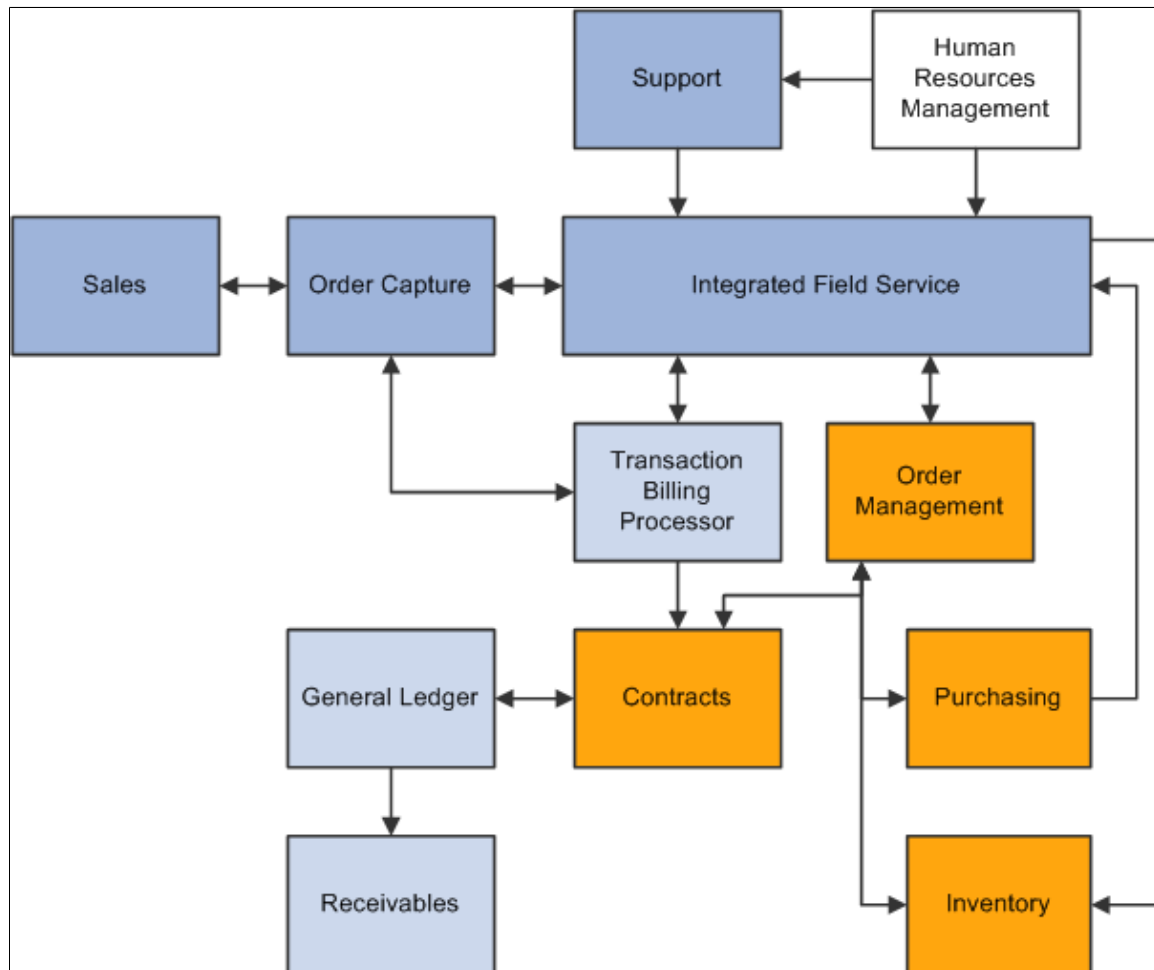 Support
Human
Resources
Management
Sales
Order Capture
Integrated Field Service
Transaction
Billing
Processor
Order
Management
General Ledger
Contracts
Purchasing
Receivables
Inventory